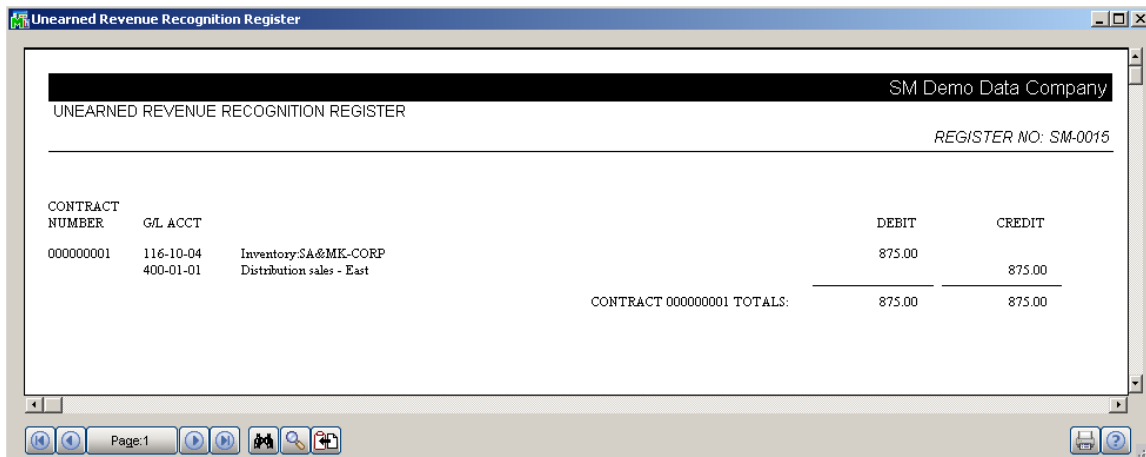 Unearned Revenue Recognition Register
SM Demo Data Company
UNEARNED REVENUE RECOGNITION REGISTER
REGISTER NO: SM-0015
CONTRACT
NUMBER G/L ACCT DEBIT CREDIT
000000001 116-10-04 Inventory:SA&MK-CORP 875.00
400-01-01 Distribution sales - East 875.00
CONTRACT 000000001 TOTALS: 875.00 875.00
Page:1